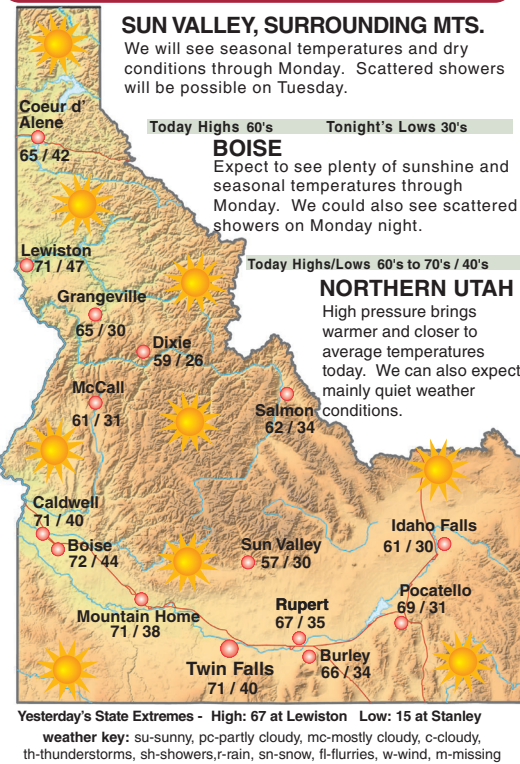 SUN VALLEY, SURROUNDING MTS.
We will see seasonal temperatures and dry
conditions through Monday. Scattered showers
will be possible on Tuesday.
Today Highs 60's Tonight's Lows 30's
BOISE
Expect to see plenty of sunshine and
seasonal temperatures through
Monday. We could also see scattered
showers on Monday night.
Today Highs/Lows 60's to 70's / 40's
NORTHERN UTAH
High pressure brings
warmer and closer to
average temperatures
today. We can also expect
mainly quiet weather
conditions.
Coeur d'
Alene
65 / 42
Lewiston
71 / 47
Grangeville
65 / 30
Dixie
59 / 26
McCall
61 / 31
Salmon
62 / 34
Caldwell
71 / 40
Boise
72 / 44
Sun Valley
57 / 30
Idaho Falls
61 / 30
Mountain Home
71 / 38
Rupert
67 / 35
Pocatello
69 / 31
Twin Falls
71 / 40
Burley
66 / 34
Yesterday's State Extremes - High: 67 at Lewiston Low: 15 at Stanley
weather key: su-sunny, pc-partly cloudy, mc-mostly cloudy, c-cloudy,
th-thunderstorms, sh-showers,r-rain, sn-snow, fl-flurries, w-wind, m-missing